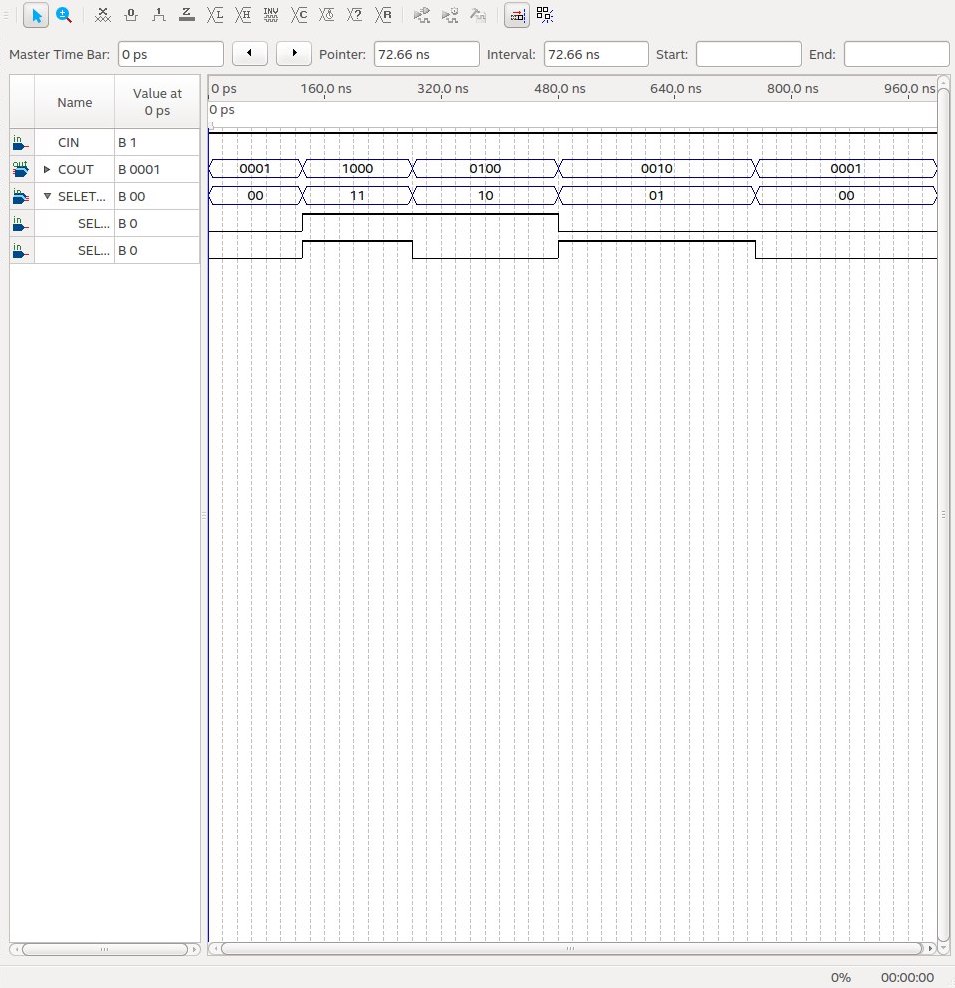 Master Time Bar: 0 ps Pointer: 72.66 ns Interval: 72.66 ns Start: End:
Name Value at 0 ps
0 ps 160.0 ns 320.0 ns 480.0 ns 640.0 ns 800.0 ns 960.0 ns
0 ps
in CIN B 1
out COUT B 0001 0001 1000 0100 0010 0001
in SELET... B 00 00 11 10 01 00
in SEL... B 0
in SEL... B 0
0% 00:00:00